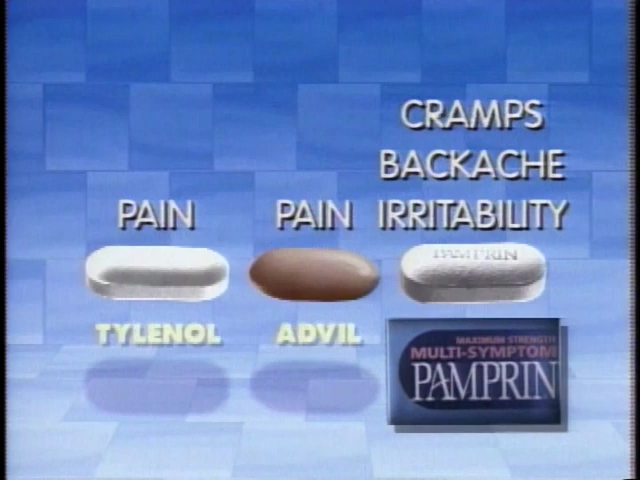 CRAMPS
BACKACHE
PAIN PAIN IRRITABILITY
PAMPRIN
TYLENOL ADVIL
MAXIMUM STRENGTH
MULTI-SYMPTOM
PAMPRIN